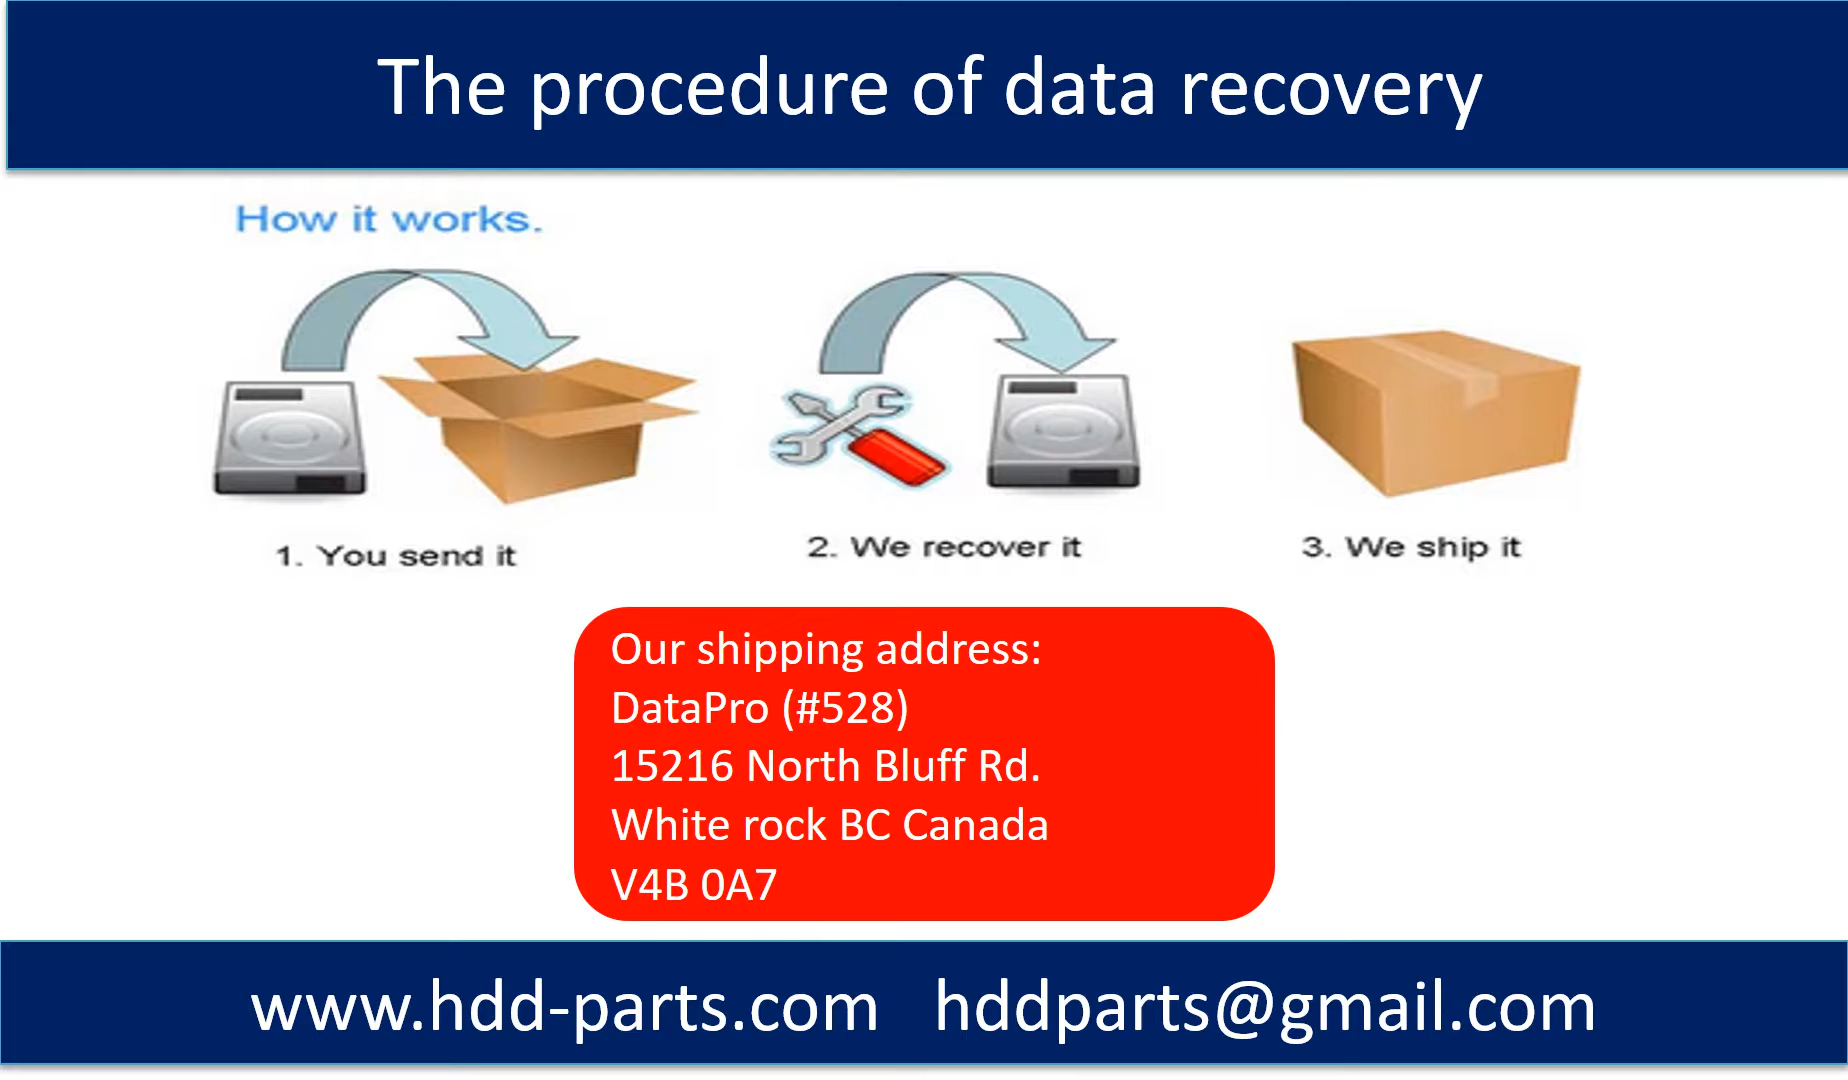 The procedure of data recovery
How it works.
1. You send it
2. We recover it
3. We ship it
Our shipping address:
DataPro (#528)
15216 North Bluff Rd.
White rock BC Canada
V4B 0A7
www.hdd-parts.com hddparts@gmail.com